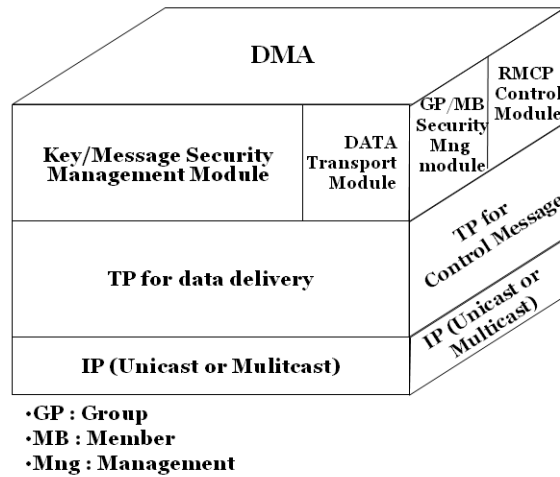 DMA
Key/Message Security
Management Module
DATA
Transport
Module
GP/MB
Security
Mng
module
RMCP
Control
Module
TP for data delivery
TP for
Control Message
IP (Unicast or Mulitcast)
IP (Unicast or
Multicast)
•GP : Group
•MB : Member
•Mng : Management